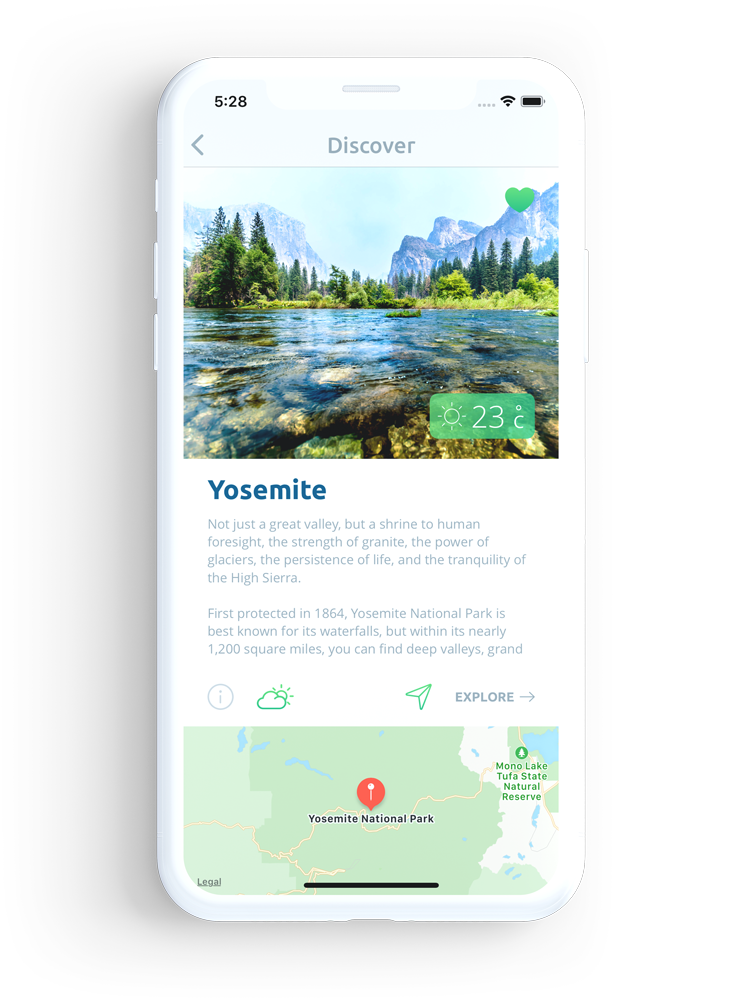 5:28
Discover
23 °c
Yosemite
Not just a great valley, but a shrine to human
foresight, the strength of granite, the power of
glaciers, the persistence of life, and the tranquility of
the High Sierra.
First protected in 1864, Yosemite National Park is
best known for its waterfalls, but within its nearly
1,200 square miles, you can find deep valleys, grand
EXPLORE
Mono Lake
Tufa State
Natural
Reserve
Yosemite National Park
Legal